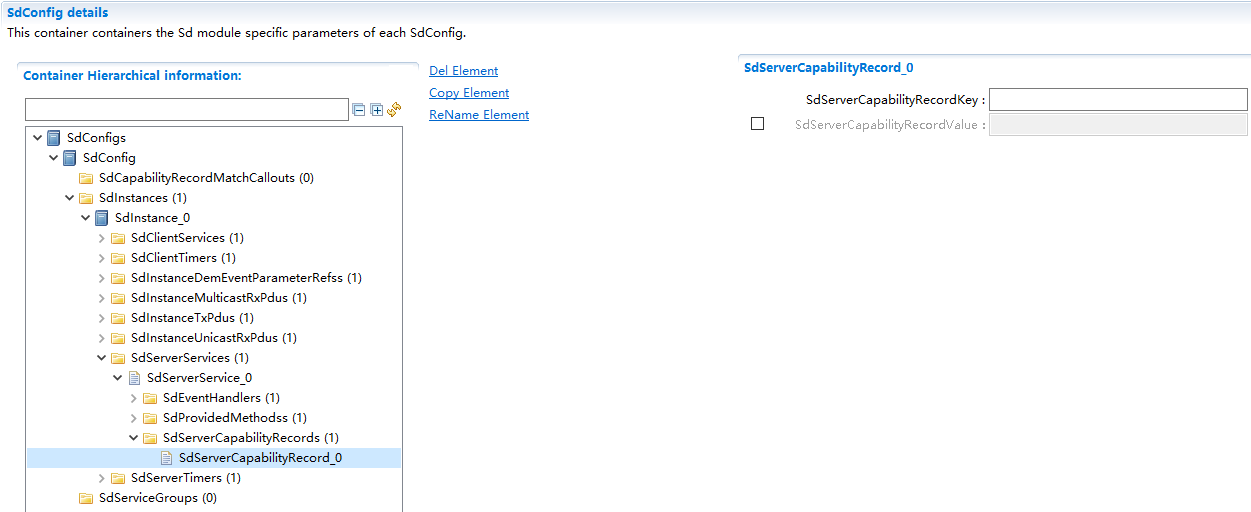 SdConfig details
This container containers the Sd module specific parameters of each SdConfig.
Container Hierarchical information:
Del Element
Copy Element
ReName Element
SdConfigs
SdConfig
SdCapabilityRecordMatchCallouts (0)
SdInstances (1)
SdInstance_0
SdClientServices (1)
SdClientTimers (1)
SdInstanceDemEventParameterRefss (1)
SdInstanceMulticastRxPdus (1)
SdInstanceTxPdus (1)
SdInstanceUnicastRxPdus (1)
SdServerServices (1)
SdServerService_0
SdEventHandlers (1)
SdProvidedMethodss (1)
SdServerCapabilityRecords (1)
SdServerCapabilityRecord_0
SdServerTimers (1)
SdServiceGroups (0)
SdServerCapabilityRecord_0
SdServerCapabilityRecordKey :
SdServerCapabilityRecordValue :